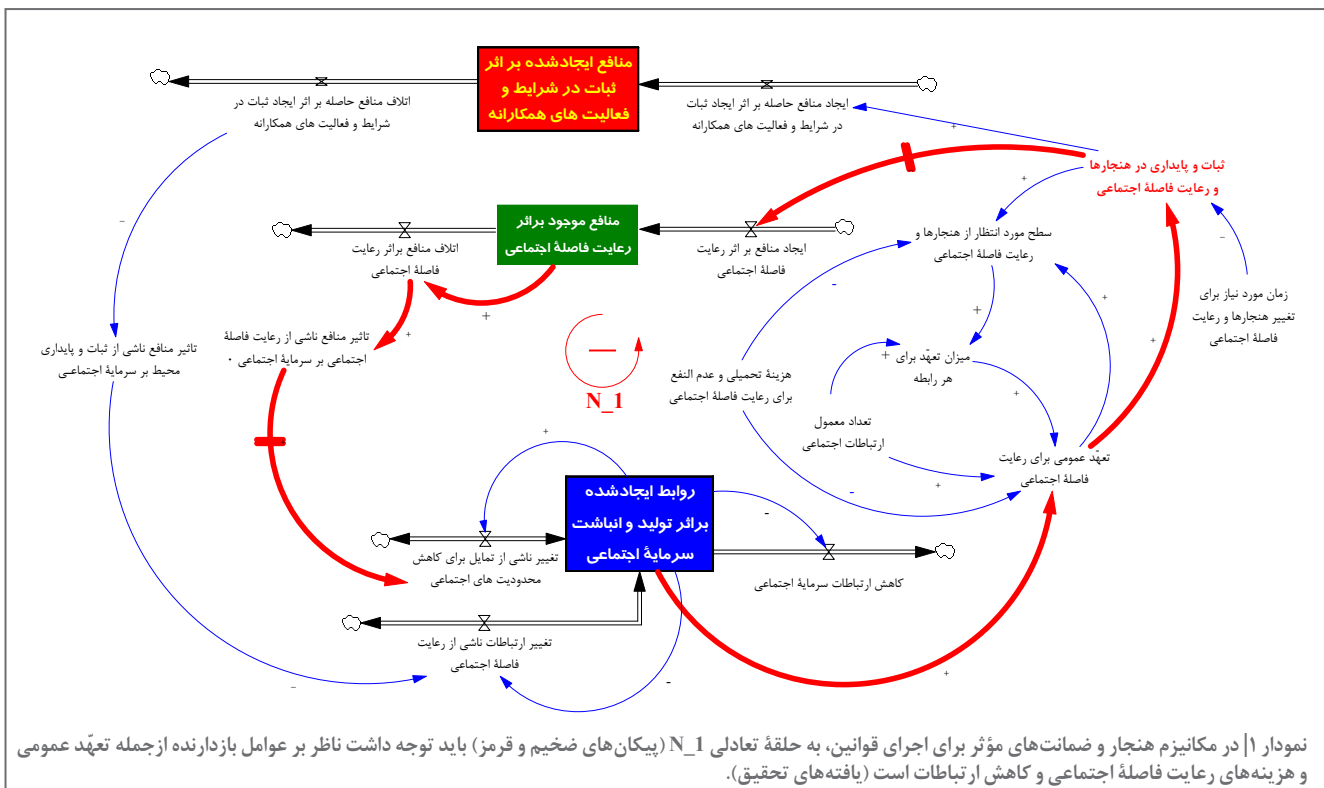 منافع ایجادشده بر اثر
ثبات در شرایط و
فعالیت های همکارانه
ایجاد منافع حاصله بر اثر ایجاد ثبات
در شرایط و فعالیت های همکارانه
اتلاف منافع حاصله بر اثر ایجاد ثبات در
شرایط و فعالیت های همکارانه
ثبات و پایداری در هنجارها
و رعایت فاصلهٔ اجتماعی
منافع موجود براثر
رعایت فاصلهٔ اجتماعی
ایجاد منافع بر اثر رعایت
فاصلهٔ اجتماعی
اتلاف منافع براثر رعایت
فاصلهٔ اجتماعی
سطح مورد انتظار از هنجارها و
رعایت فاصلهٔ اجتماعی
زمان مورد نیاز برای
تغییر هنجارها و رعایت
فاصلهٔ اجتماعی
تاثیر منافع ناشی از رعایت فاصلهٔ
اجتماعی بر سرمایهٔ اجتماعی ۰
تاثیر منافع ناشی از ثبات و پایداری
محیط بر سرمایهٔ اجتماعـی
N_1
میزان تعهّد برای
هر رابطه
هزینهٔ تحمیلی و عدم النفع
برای رعایت فاصلهٔ اجتماعی
تعداد معمول
ارتباطات اجتماعی
تعهّد عمومی برای رعایت
فاصلهٔ اجتماعی
روابط ایجادشده
براثر تولید و انباشت
سرمایهٔ اجتماعی
تغییر ناشی از تمایل برای کاهش
محدودیت های اجتماعی
کاهش ارتباطات سرمایهٔ اجتماعی
تغییر ارتباطات ناشی از رعایت
فاصلهٔ اجتماعی
نمودار ۱| در مکانیزم هنجار و ضمانت‌های مؤثر برای اجرای قوانین، به حلقهٔ تعادلی N_1 (پیکان‌های ضخیم و قرمز) باید توجه داشت ناظر بر عوامل بازدارنده ازجمله تعهّد عمومی
و هزینه‌های رعایت فاصلهٔ اجتماعی و کاهش ارتباطات است (یافته‌های تحقیق).